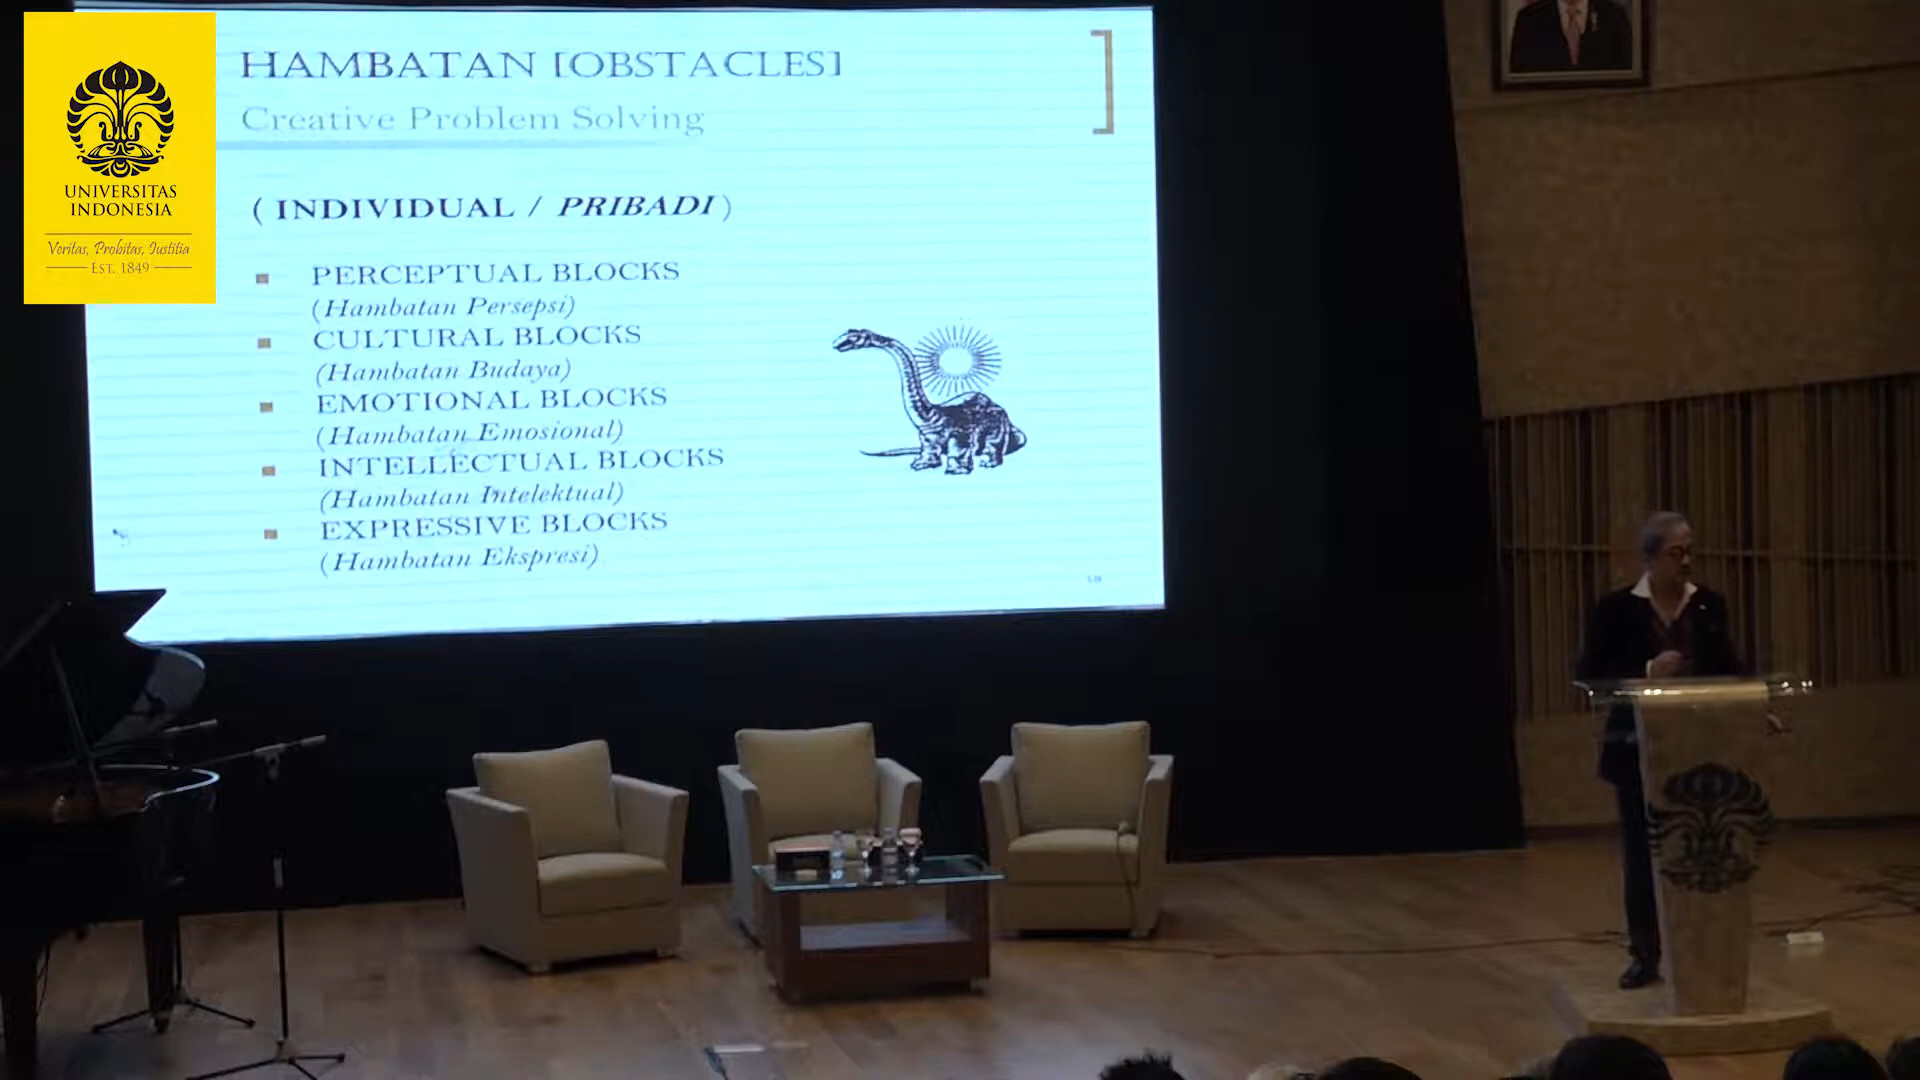 UNIVERSITAS
INDONESIA
Veritas, Probitas, Justitia
EST. 1849
HAMBATAN [OBSTACLES]
Creative Problem Solving
( INDIVIDUAL / PRIBADI )
PERCEPTUAL BLOCKS
(Hambatan Persepsi)
CULTURAL BLOCKS
(Hambatan Budaya)
EMOTIONAL BLOCKS
(Hambatan Emosional)
INTELLECTUAL BLOCKS
(Hambatan Intelektual)
EXPRESSIVE BLOCKS
(Hambatan Ekspresi)